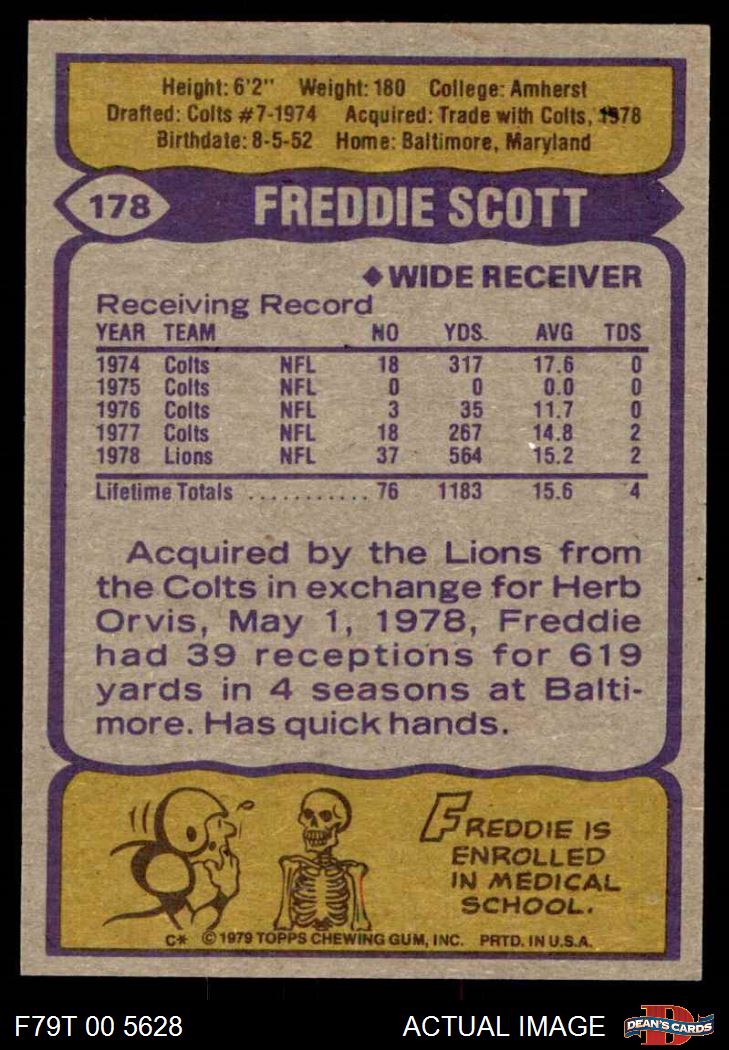 Height: 6'2" Weight: 180 College: Amherst
Drafted: Colts #7-1974 Acquired: Trade with Colts, 1978
Birthdate: 8-5-52 Home: Baltimore, Maryland
178 FREDDIE SCOTT
◆WIDE RECEIVER
Receiving Record
YEAR TEAM NO YDS. AVG TDS
1974 Colts NFL 18 317 17.6 0
1975 Colts NFL 0 0 0.0 0
1976 Colts NFL 3 35 11.7 0
1977 Colts NFL 18 267 14.8 2
1978 Lions NFL 37 564 15.2 2
Lifetime Totals ........... 76 1183 15.6 4
Acquired by the Lions from
the Colts in exchange for Herb
Orvis, May 1, 1978, Freddie
had 39 receptions for 619
yards in 4 seasons at Balti-
more. Has quick hands.
FREDDIE IS
ENROLLED
IN MEDICAL
SCHOOL.
C* © 1979 TOPPS CHEWING GUM, INC. PRTD. IN U.S.A.
F79T 00 5628 ACTUAL IMAGE D DEAN'S CARDS